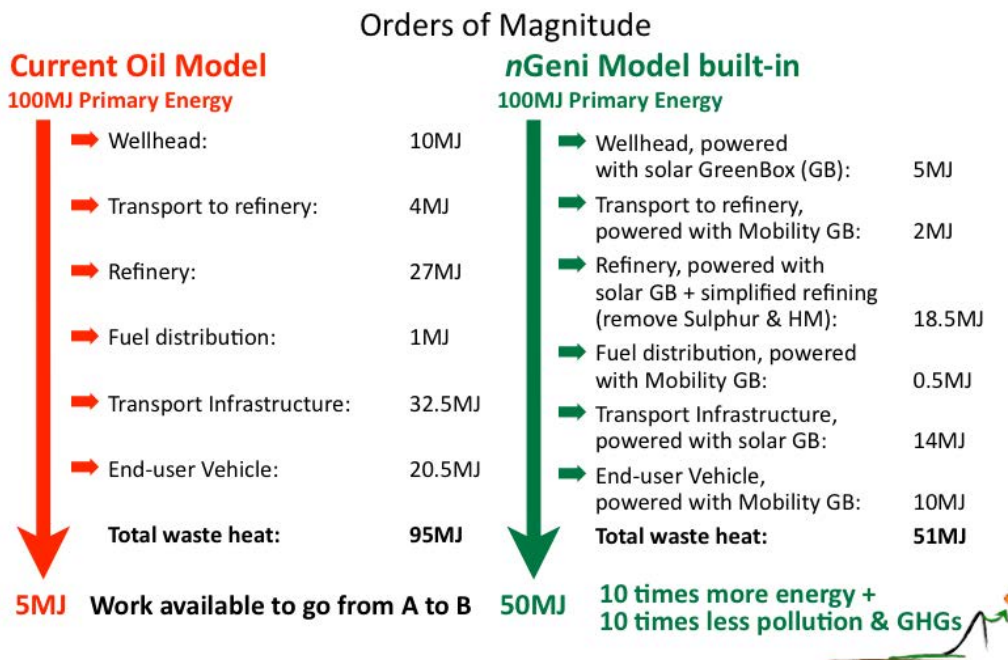 Orders of Magnitude
Current Oil Model
100MJ Primary Energy
Wellhead: 10MJ
Transport to refinery: 4MJ
Refinery: 27MJ
Fuel distribution: 1MJ
Transport Infrastructure: 32.5MJ
End-user Vehicle: 20.5MJ
Total waste heat: 95MJ
5MJ Work available to go from A to B
nGeni Model built-in
100MJ Primary Energy
Wellhead, powered
with solar GreenBox (GB): 5MJ
Transport to refinery,
powered with Mobility GB: 2MJ
Refinery, powered with
solar GB + simplified refining
(remove Sulphur & HM): 18.5MJ
Fuel distribution, powered
with Mobility GB: 0.5MJ
Transport Infrastructure,
powered with solar GB: 14MJ
End-user Vehicle,
powered with Mobility GB: 10MJ
Total waste heat: 51MJ
50MJ
10 times more energy +
10 times less pollution & GHGs